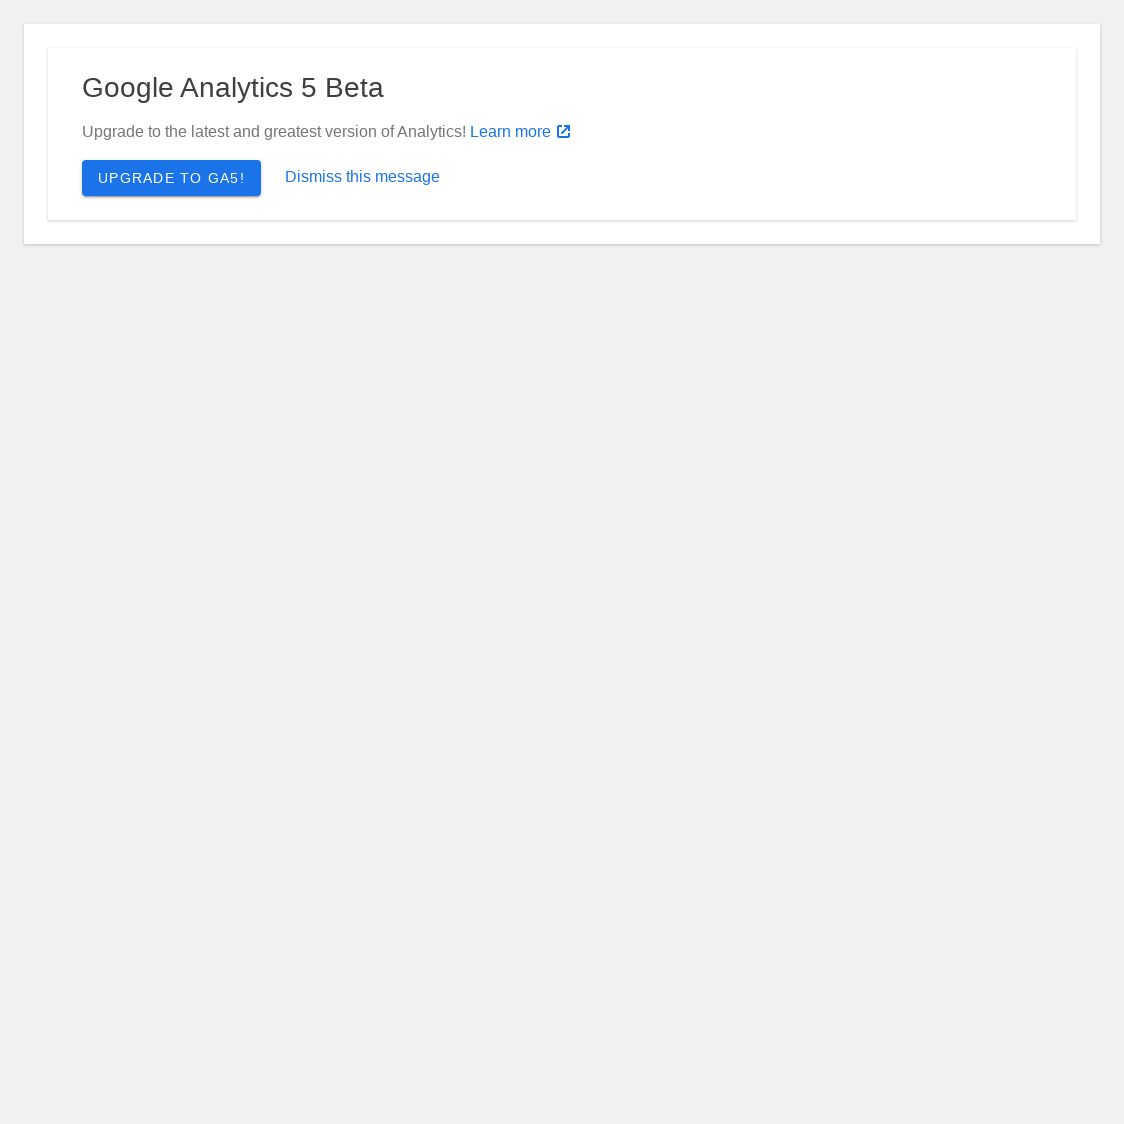 Google Analytics 5 Beta
Upgrade to the latest and greatest version of Analytics! Learn more
UPGRADE TO GA5! Dismiss this message